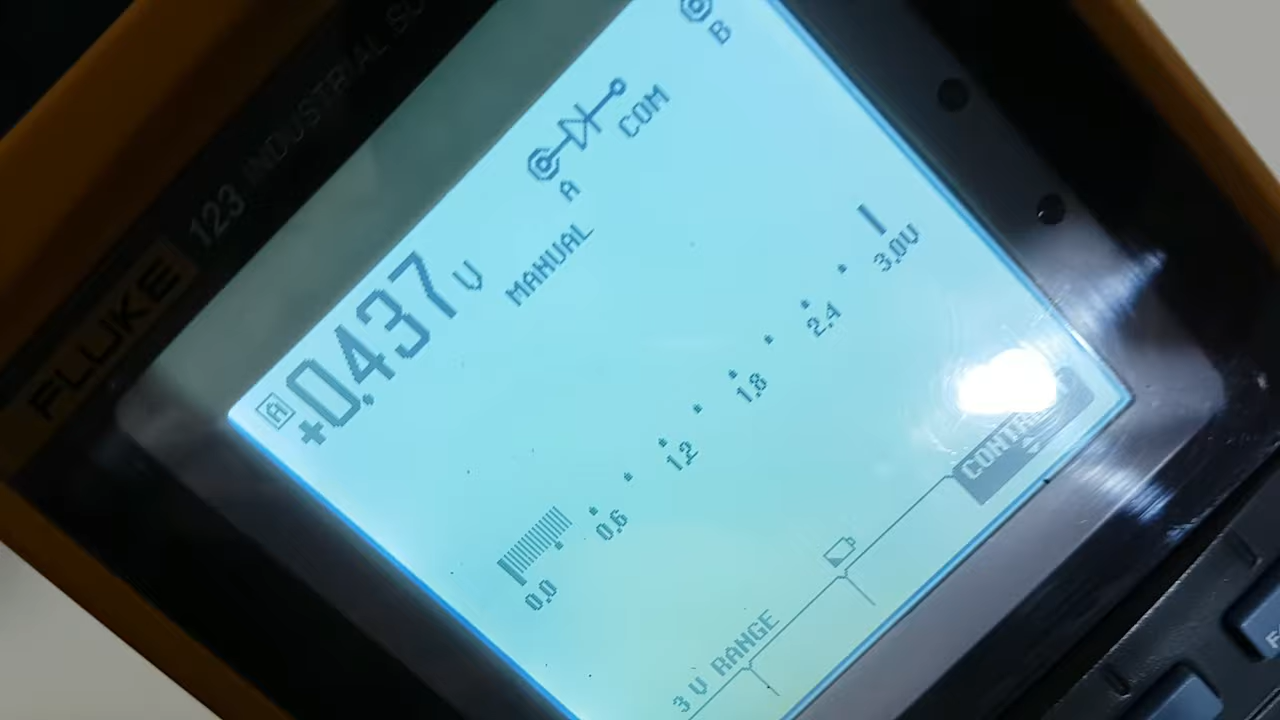 FLUKE 123 INDUSTRIAL SC
A
+0.437 V
MANUAL
A
COM
B
0.0 0.6 1.2 1.8 2.4 3.0V
3 V RANGE